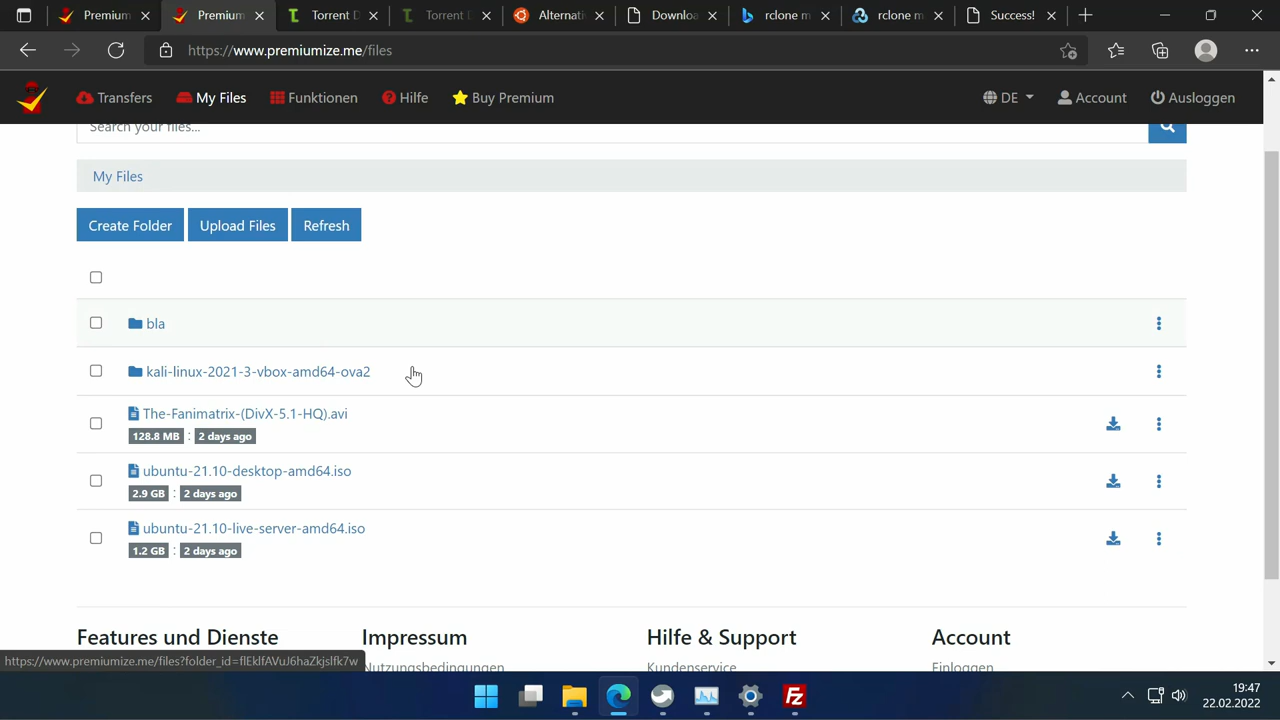 Premium
Premium
Torrent D
Torrent D
Alternati
Downloa
rclone m
rclone m
Success!
https://www.premiumize.me/files
Transfers
My Files
Funktionen
Hilfe
Buy Premium
DE
Account
Ausloggen
Search your files...
My Files
Create Folder
Upload Files
Refresh
bla
kali-linux-2021-3-vbox-amd64-ova2
The-Fanimatrix-(DivX-5.1-HQ).avi
128.8 MB : 2 days ago
ubuntu-21.10-desktop-amd64.iso
2.9 GB : 2 days ago
ubuntu-21.10-live-server-amd64.iso
1.2 GB : 2 days ago
Features und Dienste
Impressum
Hilfe & Support
Account
Nutzungsbedingungen
Kundenservice
Einloggen
https://www.premiumize.me/files?folder_id=flEklfAVuJ6haZkjslfk7w
19:47
22.02.2022